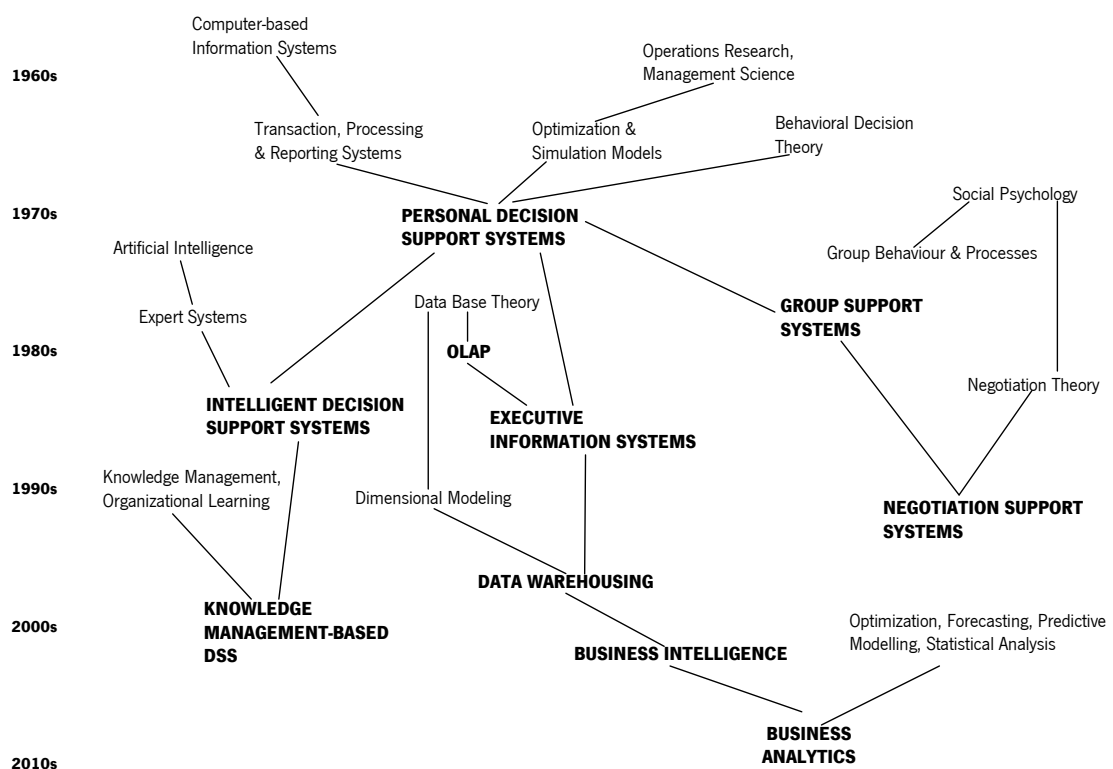 Computer-based
Information Systems
Operations Research,
Management Science
1960s
Transaction, Processing
& Reporting Systems
Optimization &
Simulation Models
Behavioral Decision
Theory
Social Psychology
1970s
PERSONAL DECISION
SUPPORT SYSTEMS
Artificial Intelligence
Group Behaviour & Processes
Data Base Theory
GROUP SUPPORT
SYSTEMS
Expert Systems
1980s
OLAP
Negotiation Theory
INTELLIGENT DECISION
SUPPORT SYSTEMS
EXECUTIVE
INFORMATION SYSTEMS
Knowledge Management,
Organizational Learning
1990s
Dimensional Modeling
NEGOTIATION SUPPORT
SYSTEMS
DATA WAREHOUSING
KNOWLEDGE
MANAGEMENT-BASED
DSS
2000s
Optimization, Forecasting, Predictive
Modelling, Statistical Analysis
BUSINESS INTELLIGENCE
BUSINESS
ANALYTICS
2010s